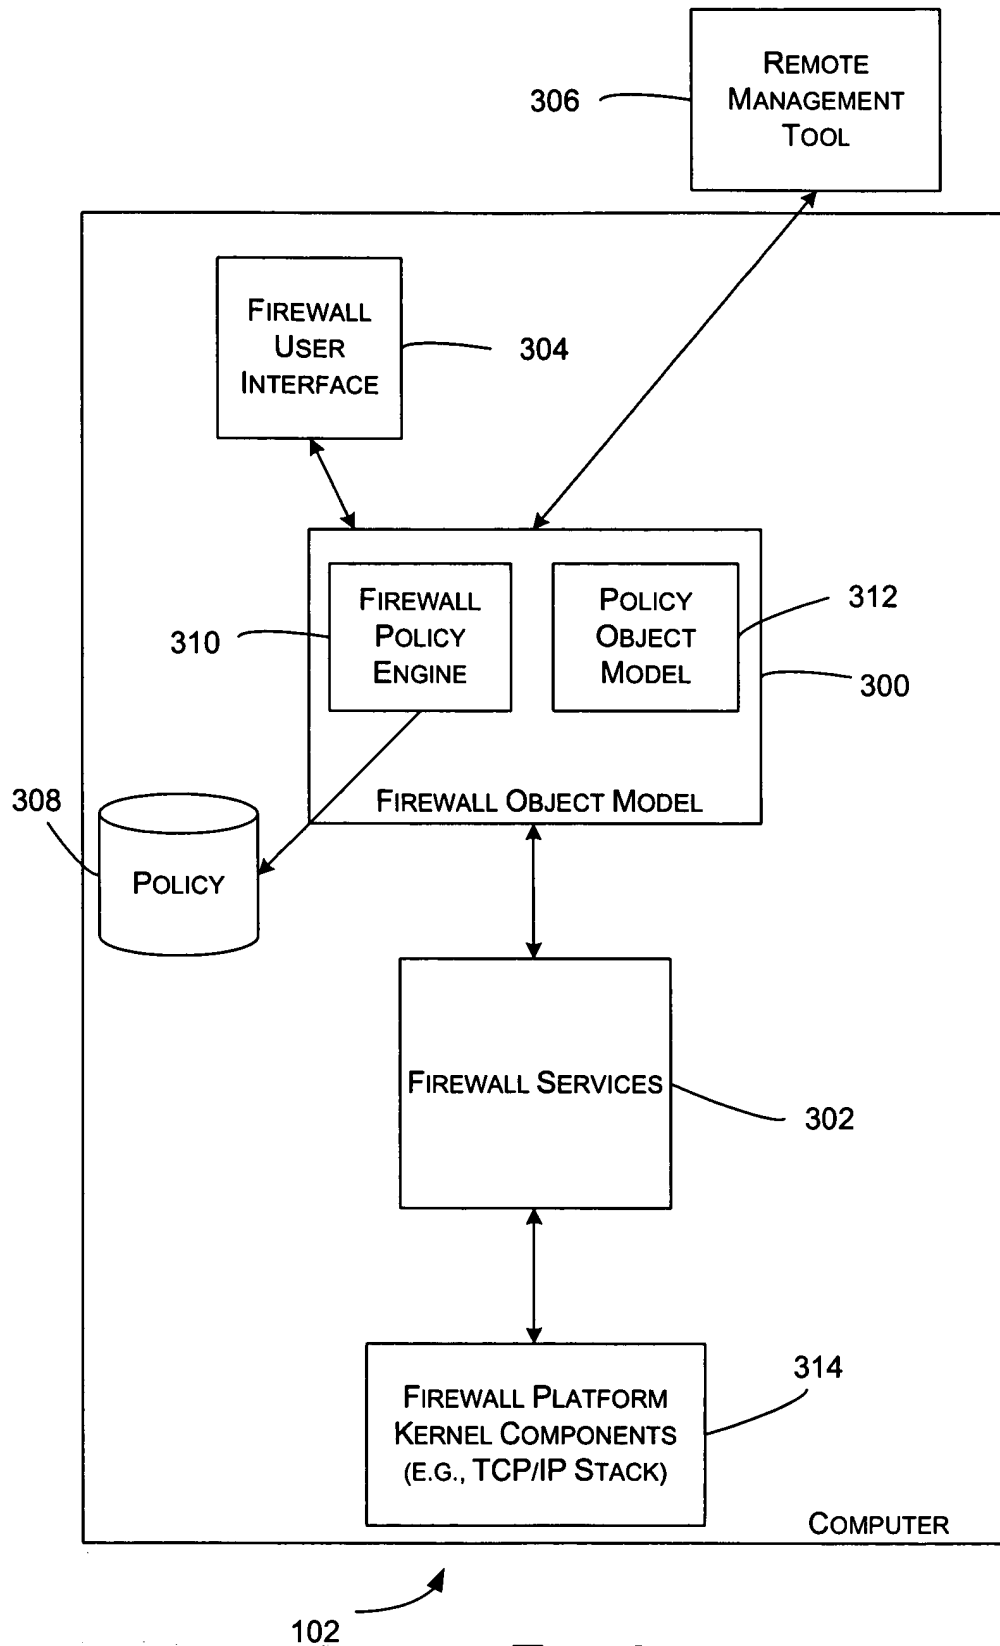 REMOTE
MANAGEMENT
TOOL
306
FIREWALL
USER
INTERFACE
304
FIREWALL
POLICY
ENGINE
310
POLICY
OBJECT
MODEL
312
300
FIREWALL OBJECT MODEL
308
POLICY
FIREWALL SERVICES
302
FIREWALL PLATFORM
KERNEL COMPONENTS
(E.G., TCP/IP STACK)
314
COMPUTER
102